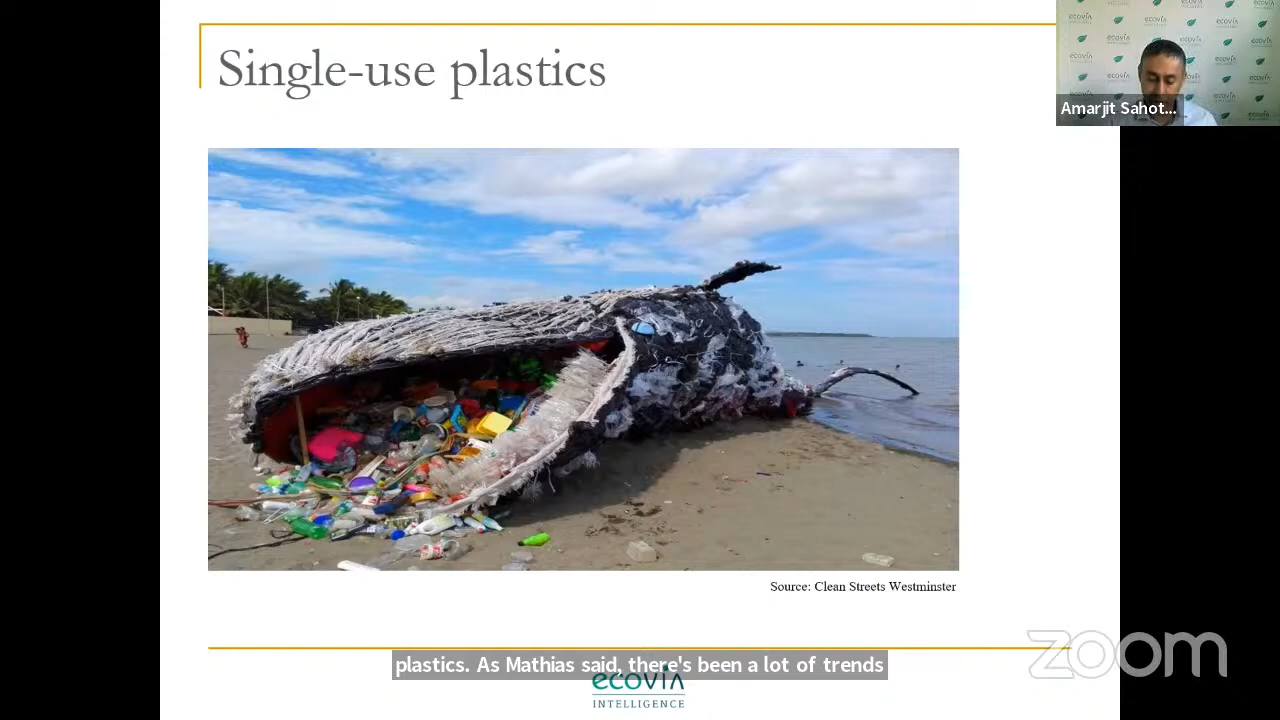 Single-use plastics
Amarjit Sahot...
Source: Clean Streets Westminster
plastics. As Mathias said, there's been a lot of trends
ecovia
INTELLIGENCE
zoom